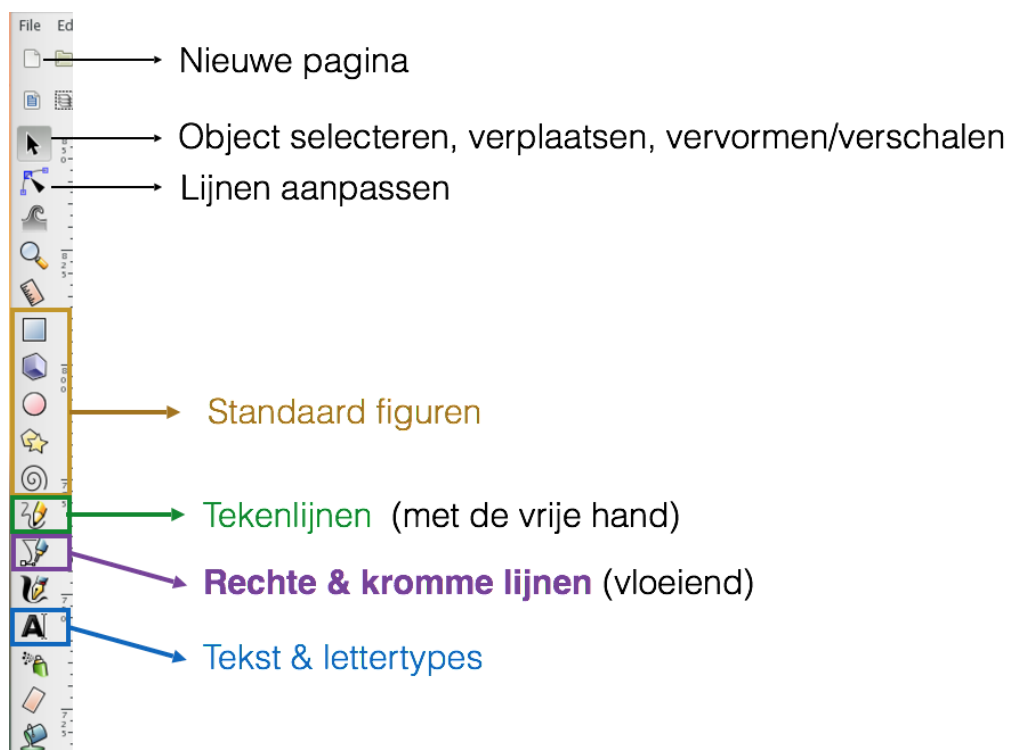 File Ed
Nieuwe pagina
Object selecteren, verplaatsen, vervormen/verschalen
Lijnen aanpassen
Standaard figuren
Tekenlijnen (met de vrije hand)
Rechte & kromme lijnen (vloeiend)
A
Tekst & lettertypes